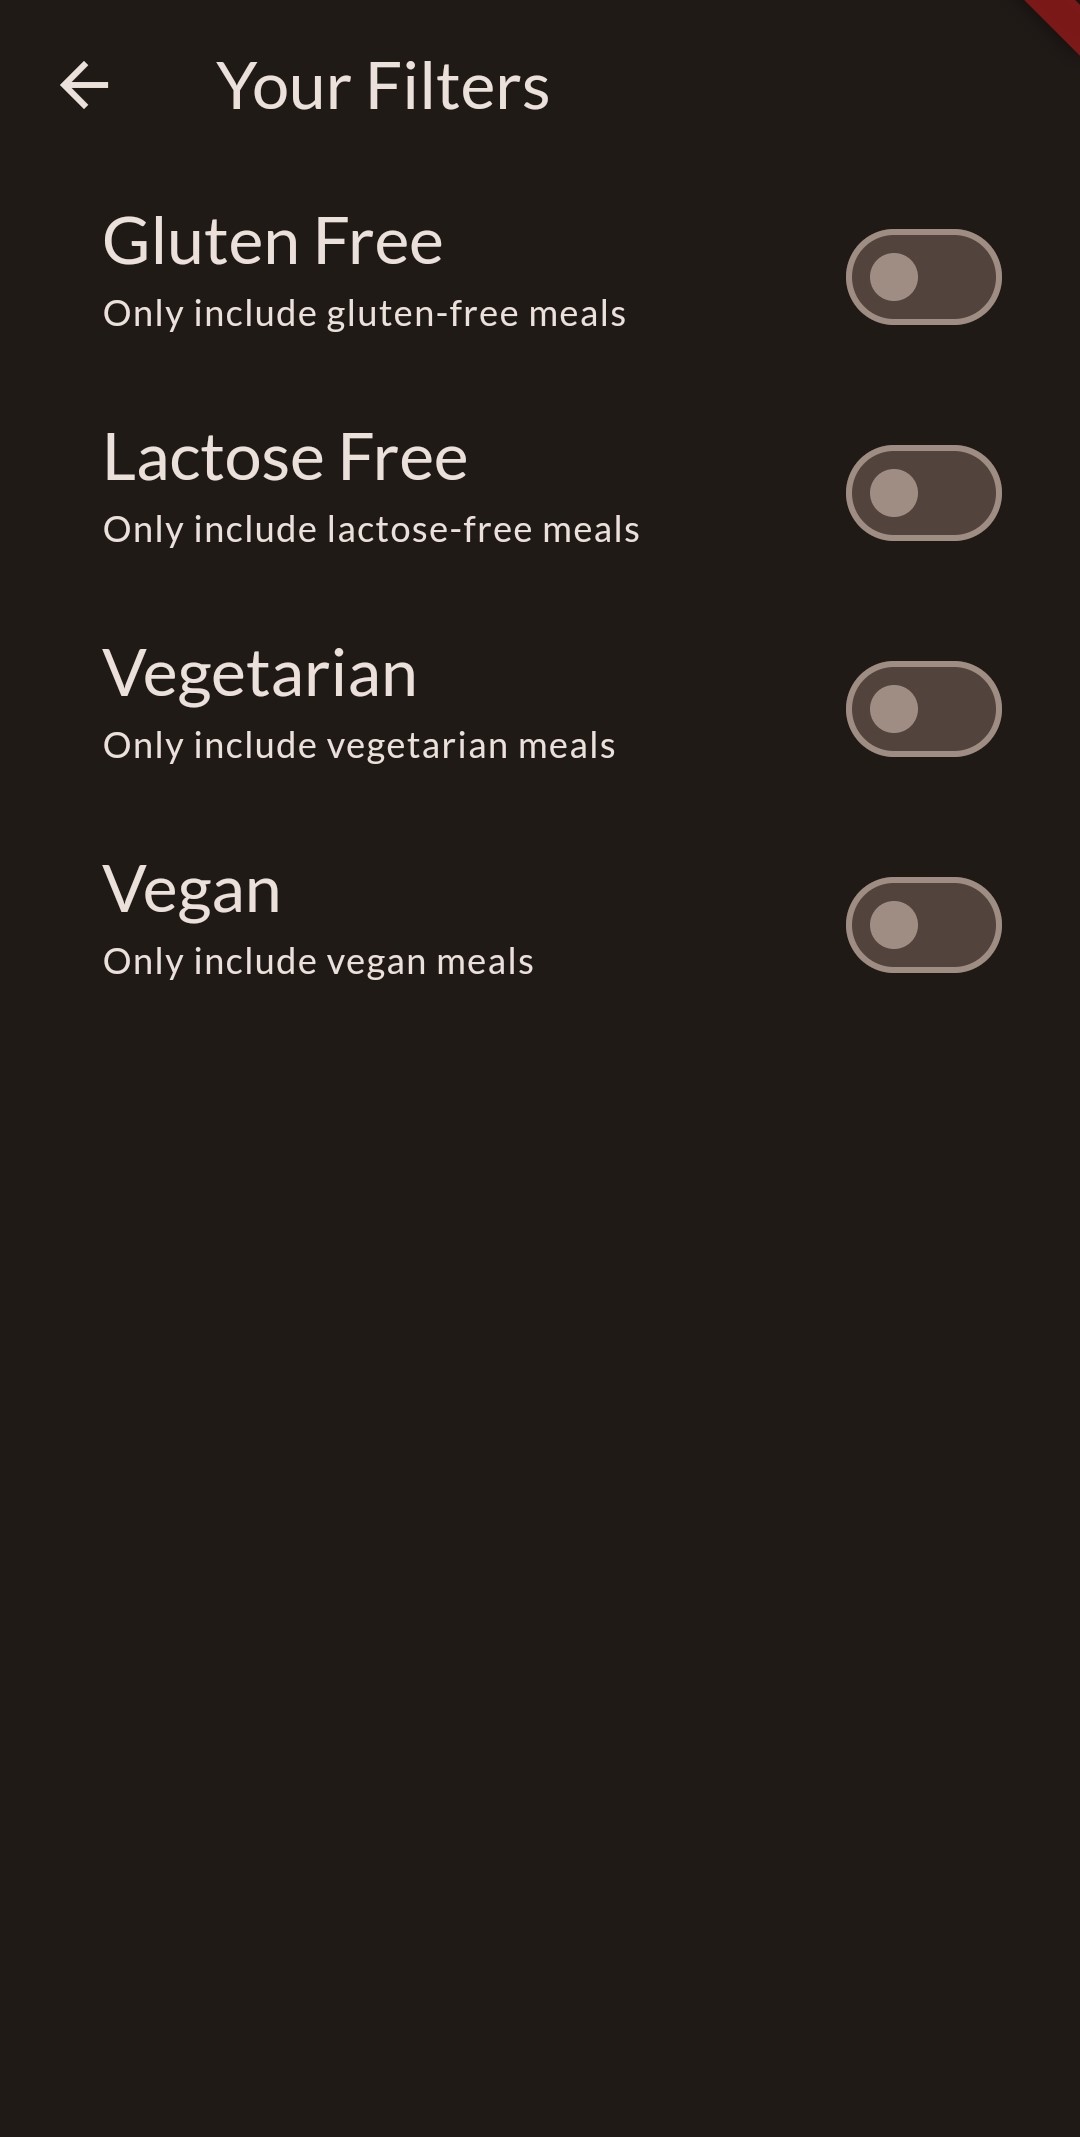 Your Filters
Gluten Free
Only include gluten-free meals
Lactose Free
Only include lactose-free meals
Vegetarian
Only include vegetarian meals
Vegan
Only include vegan meals